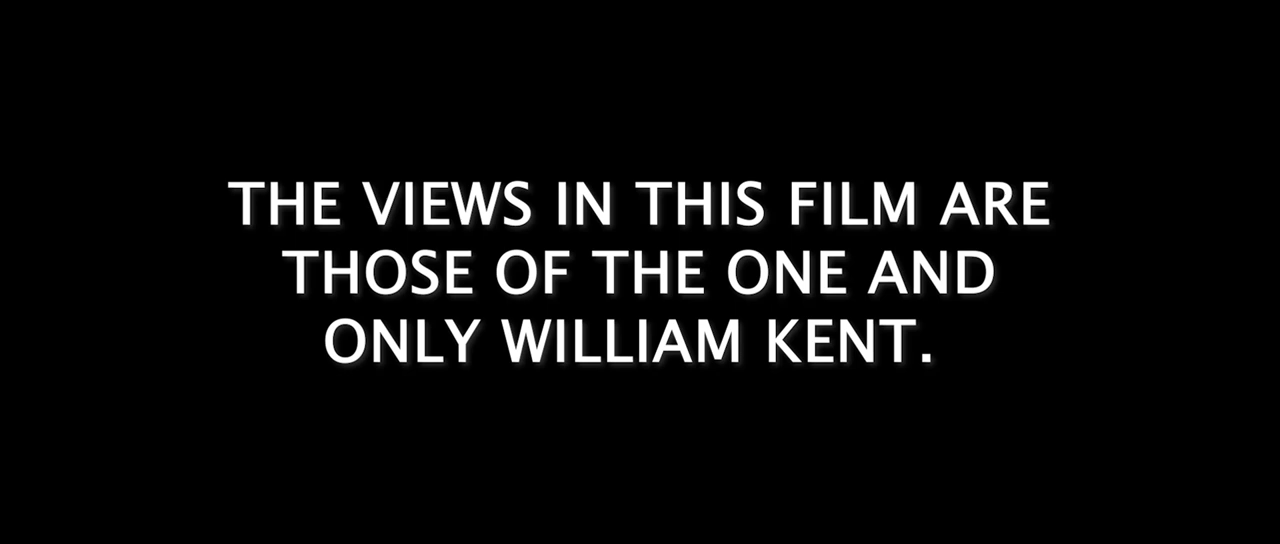 THE VIEWS IN THIS FILM ARE
THOSE OF THE ONE AND
ONLY WILLIAM KENT.